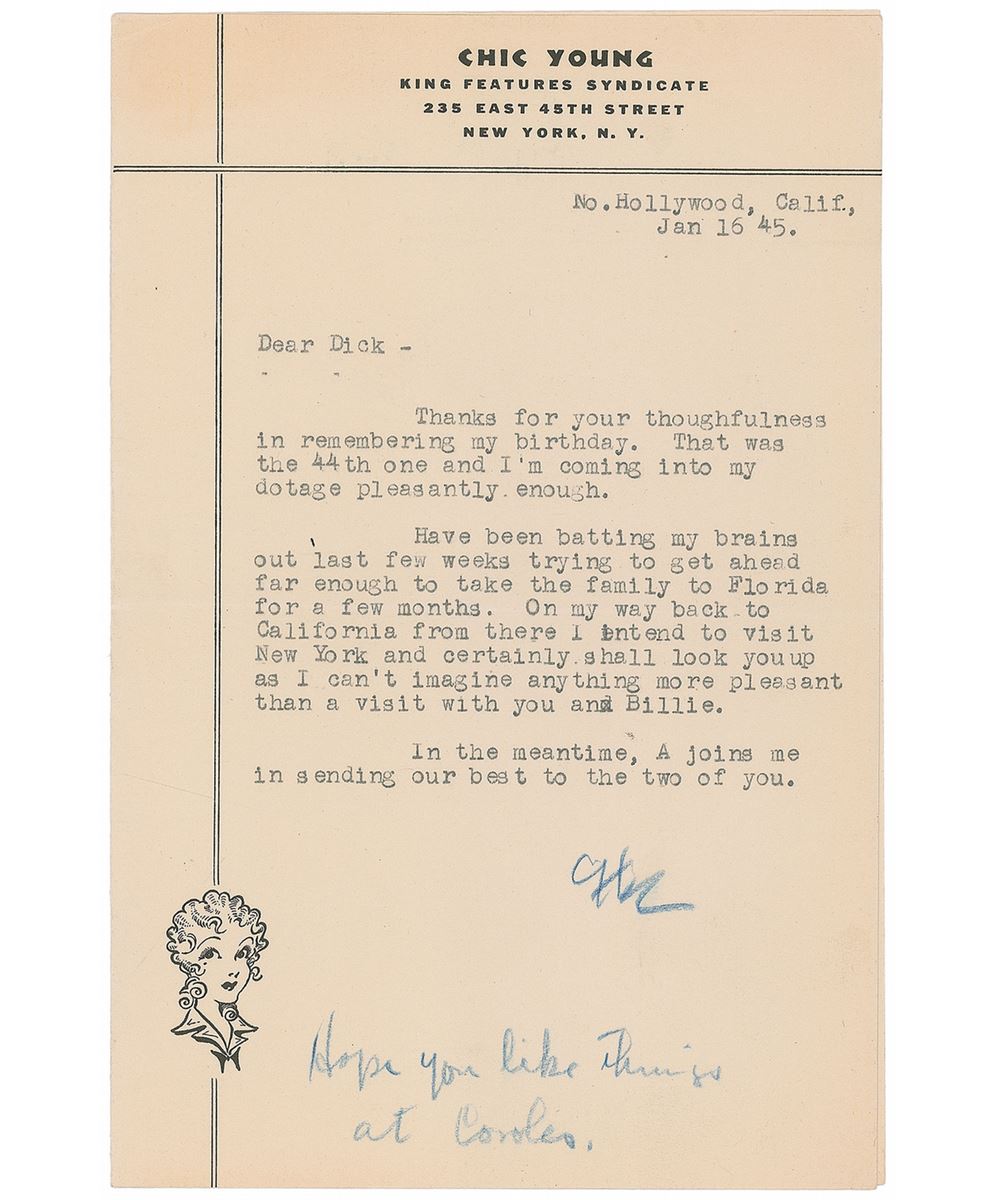 CHIC YOUNG
KING FEATURES SYNDICATE
235 EAST 45TH STREET
NEW YORK, N. Y.
No.Hollywood, Calif.,
Jan 16 45.
Dear Dick -
Thanks for your thoughtfulness
in remembering my birthday. That was
the 44th one and I'm coming into my
dotage pleasantly enough.
Have been batting my brains
out last few weeks trying to get ahead
far enough to take the family to Florida
for a few months. On my way back to
California from there I intend to visit
New York and certainly shall look youup
as I can't imagine anything more pleasant
than a visit with you and Billie.
In the meantime, A joins me
in sending our best to the two of you.
Hope you like things
at Cowles.